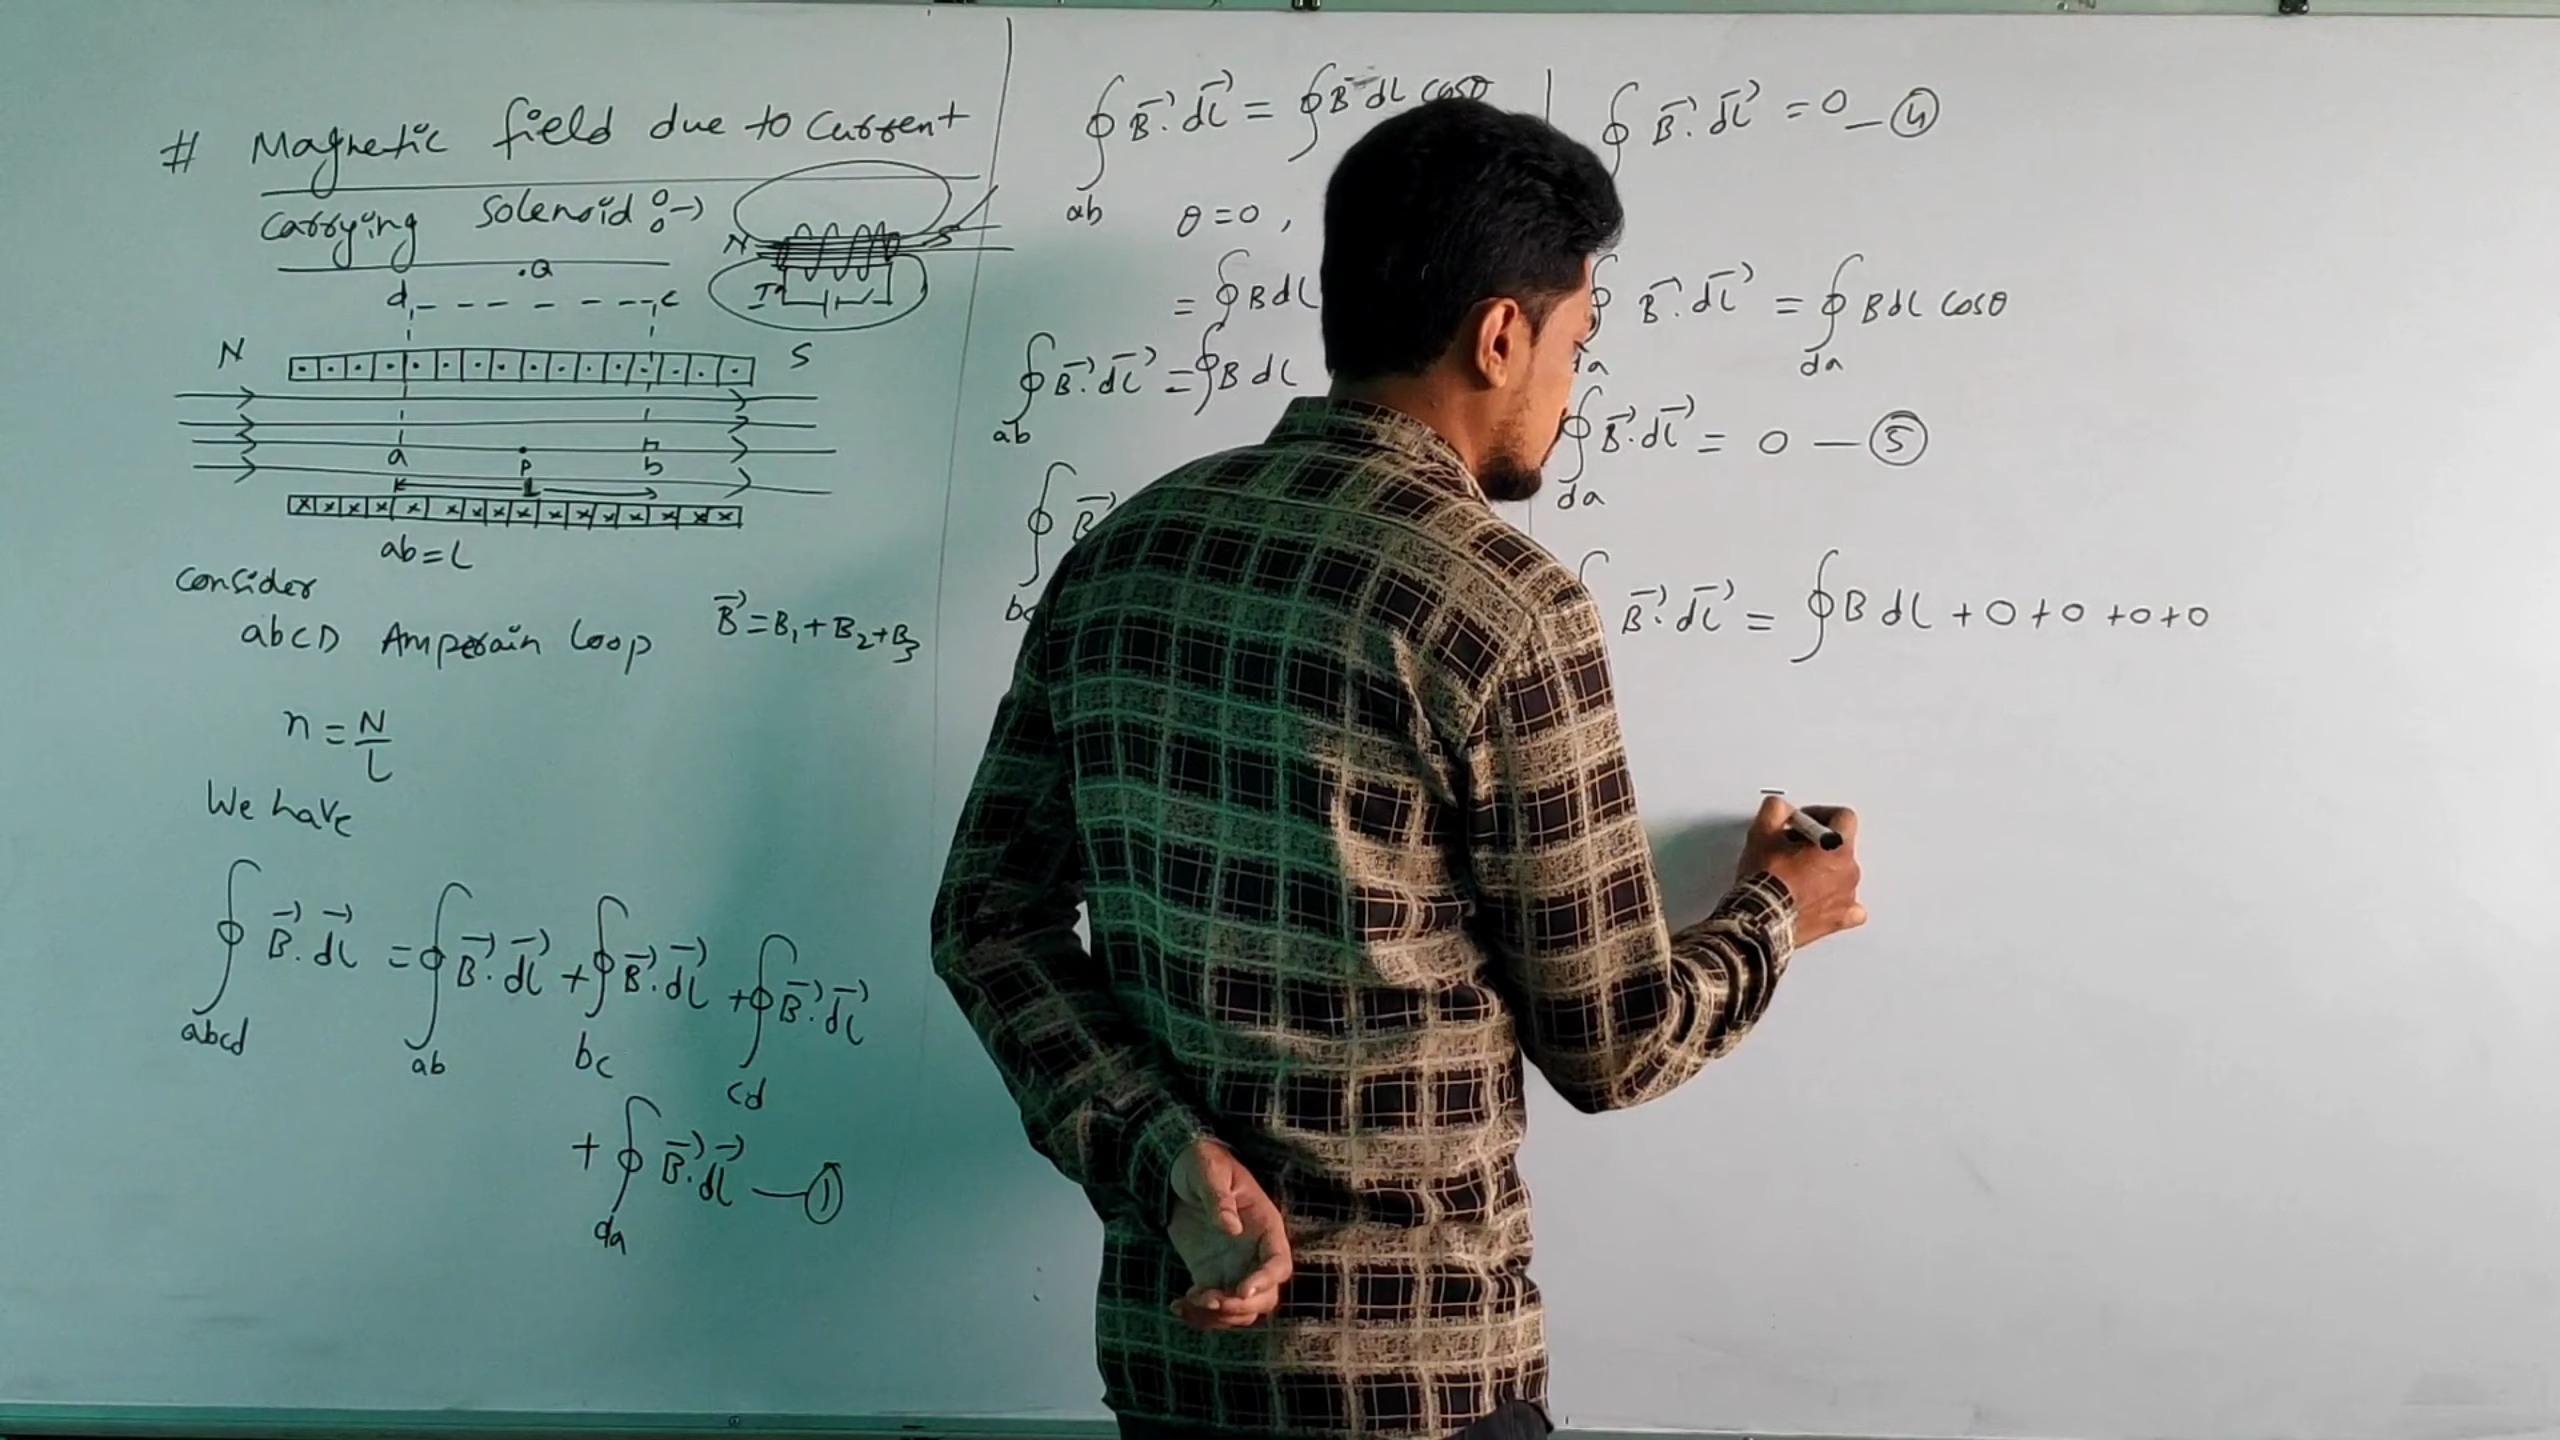 # Magnetic field due to current
carrying solenoid :→
N S
I
.Q
d c
N S
a P b
L
x x x x x x x x x x x x x x x x
ab = L
consider
abcD Amperain loop
B⃗ = B₁ + B₂ + B₃
n = N/L
We have
∮abcd B⃗.dl⃗ = ∮ab B⃗.dl⃗ + ∮bc B⃗.dl⃗ + ∮cd B⃗.dl⃗
+ ∮da B⃗.dl⃗ — ①
∮ab B⃗.dl⃗ = ∮B dl cosθ
θ = 0 ,
= ∮B dl
∮ab B⃗.dl⃗ = ∮B dl
∮ B⃗
∮ B⃗.dl⃗ = 0 — ④
∮da B⃗.dl⃗ = ∮da B dl cosθ
∮da B⃗.dl⃗ = 0 — ⑤
B⃗.dl⃗ = ∮B dl + 0 + 0 + 0 + 0